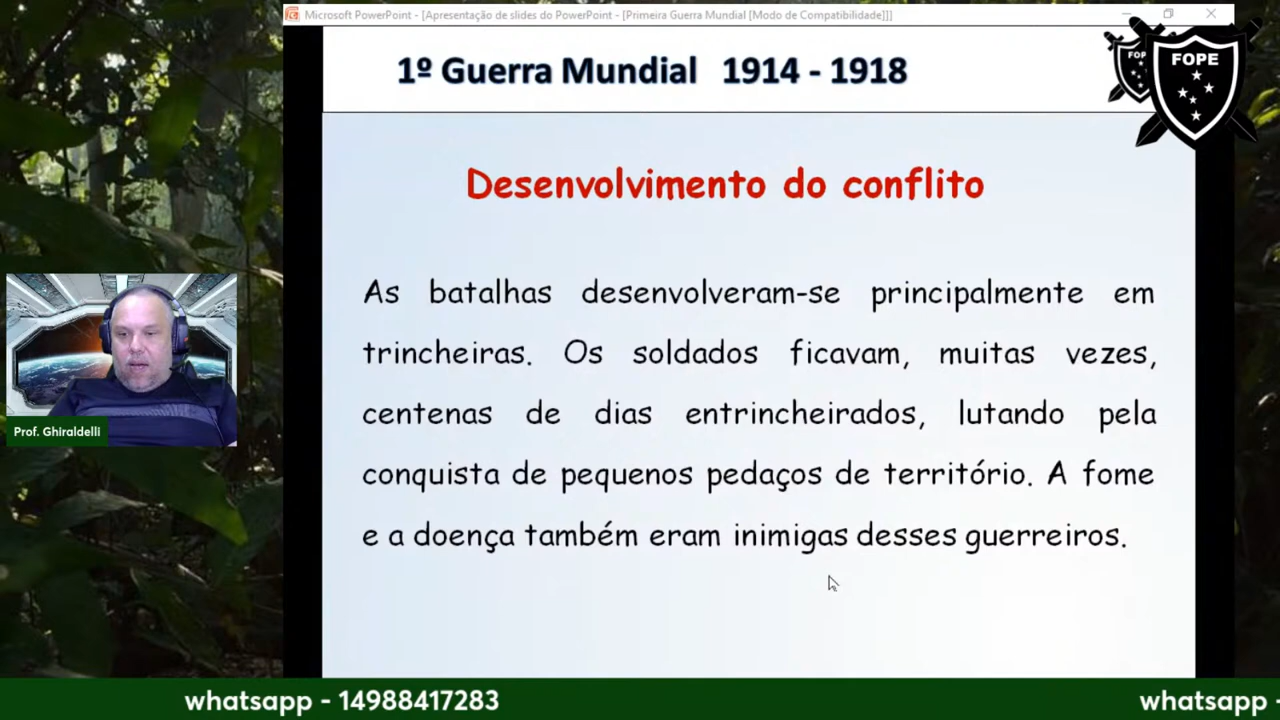 Microsoft PowerPoint - [Apresentação de slides do PowerPoint - [Primeira Guerra Mundial [Modo de Compatibilidade]]]
1º Guerra Mundial 1914 - 1918
FOP
FOPE
Desenvolvimento do conflito
As batalhas desenvolveram-se principalmente em
trincheiras. Os soldados ficavam, muitas vezes,
centenas de dias entrincheirados, lutando pela
conquista de pequenos pedaços de território. A fome
e a doença também eram inimigas desses guerreiros.
Prof. Ghiraldelli
whatsapp - 14988417283
whatsapp -